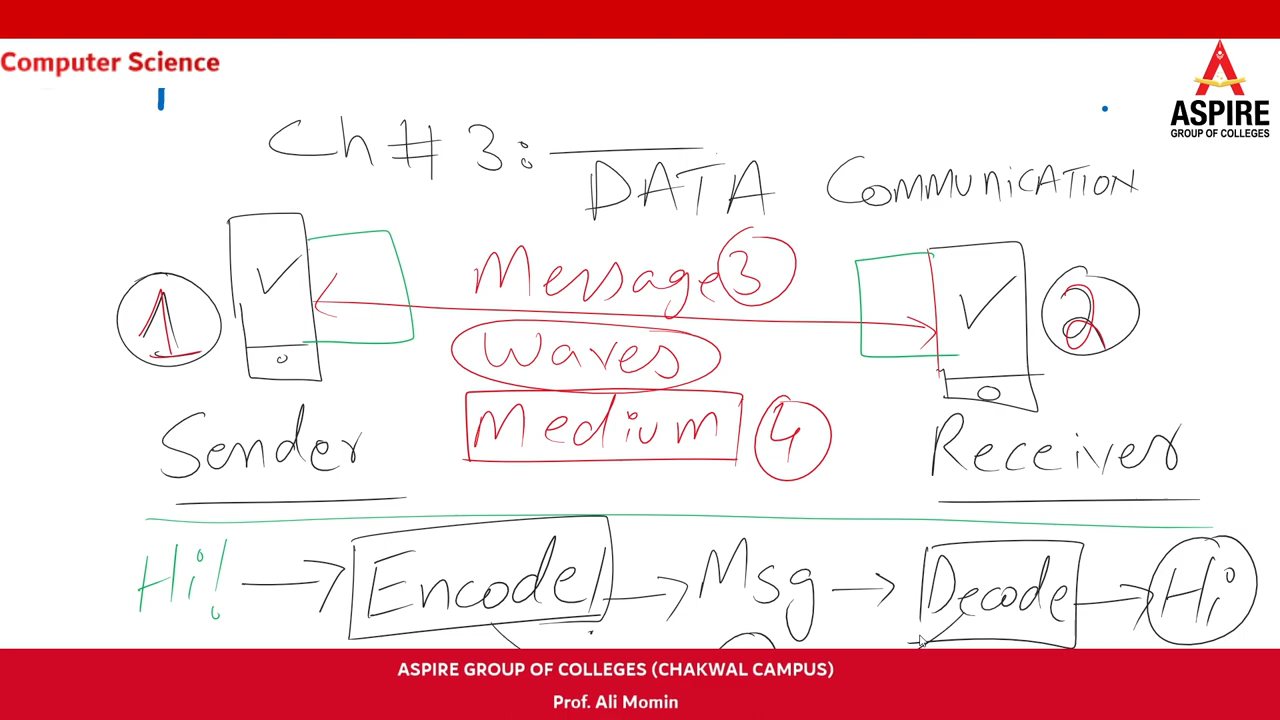 Computer Science
ASPIRE
GROUP OF COLLEGES
Ch # 3:
DATA COMMUNICATION
Message 3
1
2
Waves
Medium 4
Sender
Receiver
Hi! → Encode → Msg → Decode → Hi
ASPIRE GROUP OF COLLEGES (CHAKWAL CAMPUS)
Prof. Ali Momin